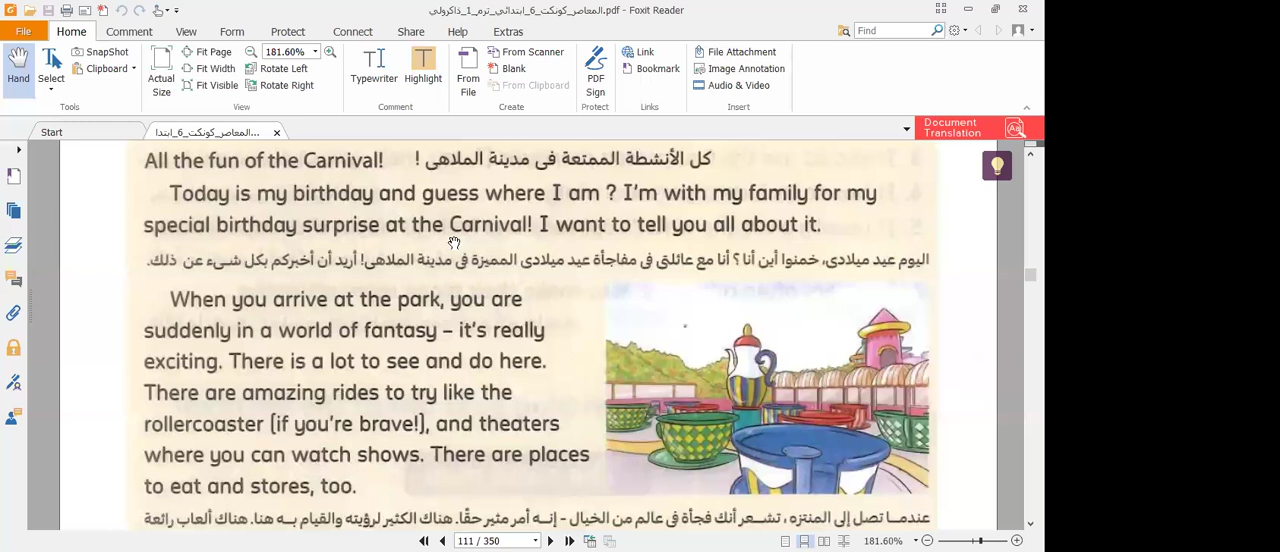 المعاصر_كونكت_6_ابتدائي_ترم_1_ذاكرولي.pdf - Foxit Reader
File Home Comment View Form Protect Connect Share Help Extras Find
Hand Select SnapShot Clipboard Actual Size Fit Page Fit Width Fit Visible 181.60% Rotate Left Rotate Right Typewriter Highlight From File From Scanner Blank From Clipboard PDF Sign Link Bookmark File Attachment Image Annotation Audio & Video
Tools View Comment Create Protect Links Insert
Start المعاصر_كونكت_6_ابتدا... Document Translation
All the fun of the Carnival! كل الأنشطة الممتعة فى مدينة الملاهى !
Today is my birthday and guess where I am ? I'm with my family for my
special birthday surprise at the Carnival! I want to tell you all about it.
اليوم عيد ميلادى، خمنوا أين أنا ؟ أنا مع عائلتى فى مفاجأة عيد ميلادى المميزة فى مدينة الملاهى! أريد أن أخبركم بكل شىء عن ذلك.
When you arrive at the park, you are
suddenly in a world of fantasy – it's really
exciting. There is a lot to see and do here.
There are amazing rides to try like the
rollercoaster (if you're brave!), and theaters
where you can watch shows. There are places
to eat and stores, too.
عندما تصل إلى المنتزه ، تشعر أنك فجأة فى عالم من الخيال - إنه أمر مثير حقًا. هناك الكثير لرؤيته والقيام به هنا. هناك ألعاب رائعة
111 / 350 181.60%